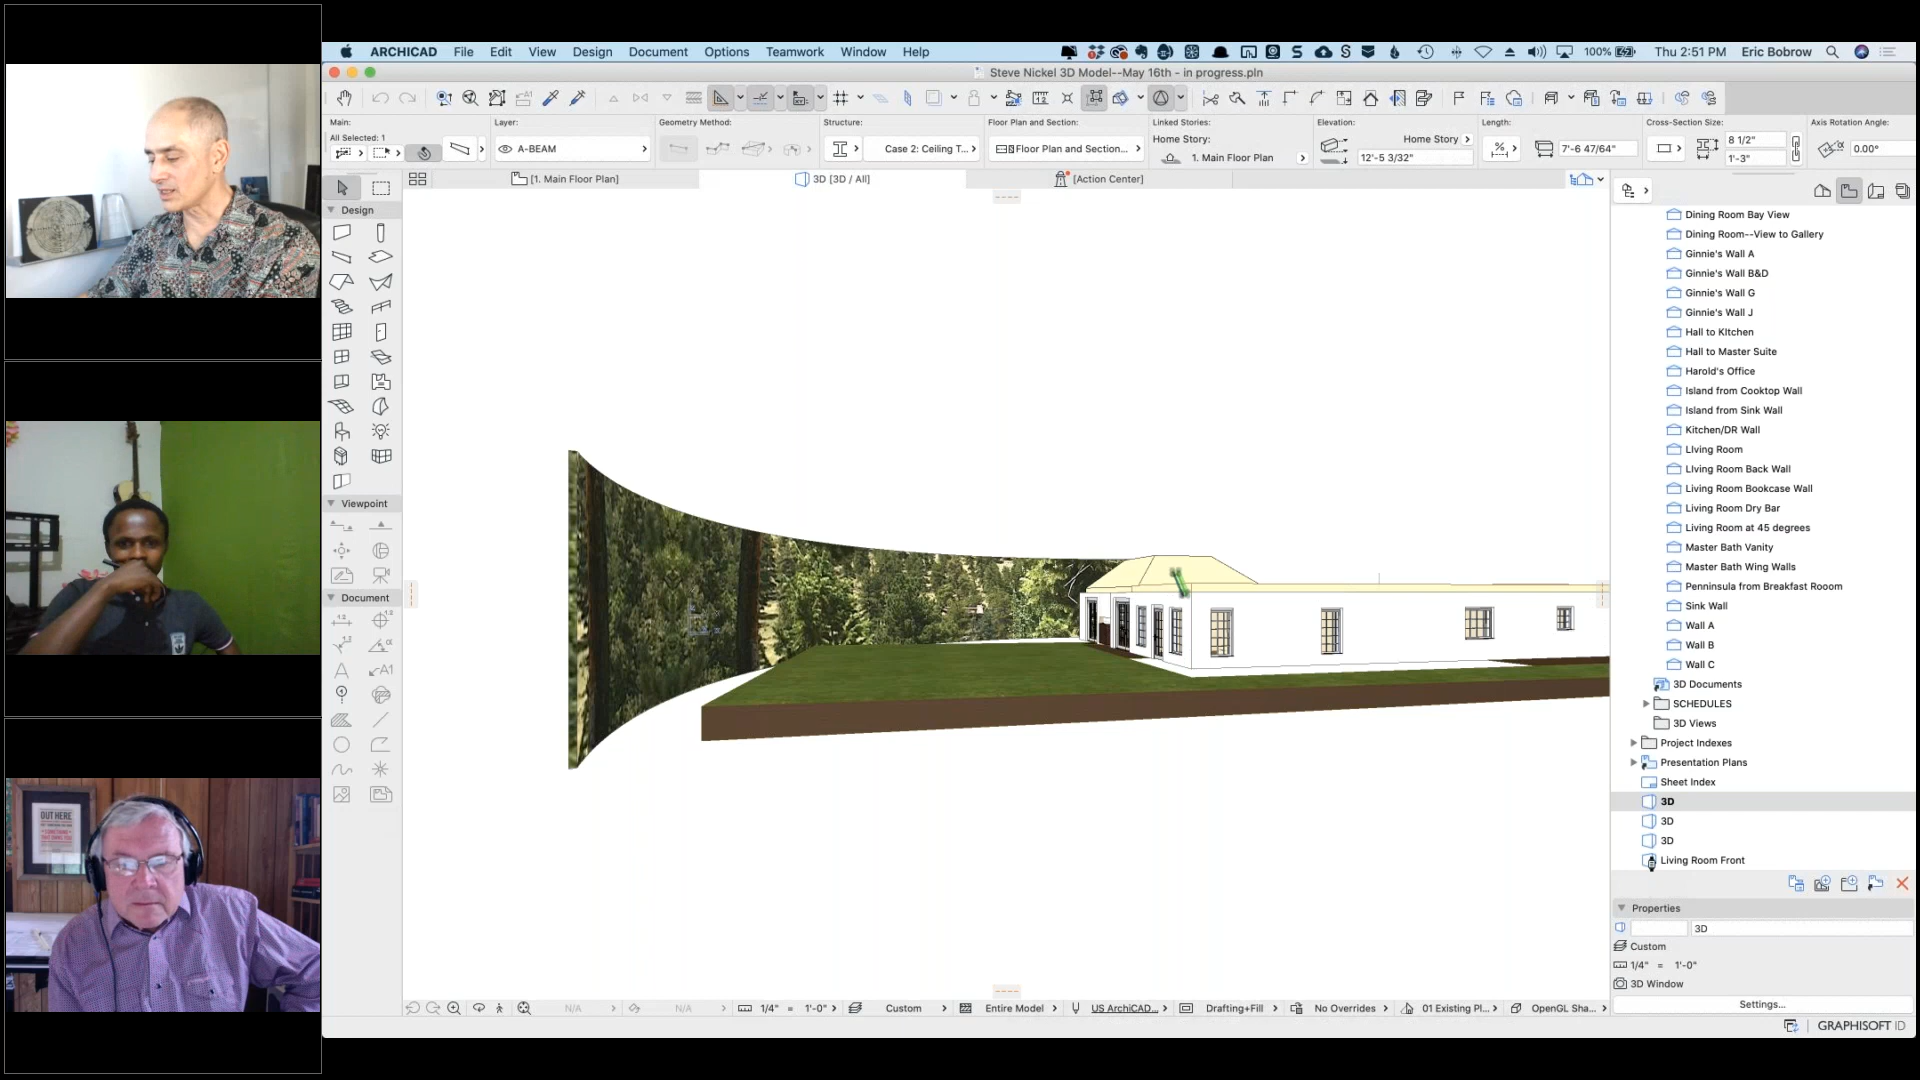 ARCHICAD File Edit View Design Document Options Teamwork Window Help
100% Thu 2:51 PM Eric Bobrow
Steve Nickel 3D Model--May 16th - in progress.pln
Main:
All Selected: 1
Layer:
A-BEAM
Geometry Method:
Structure:
Case 2: Ceiling T...
Floor Plan and Section:
Floor Plan and Section...
Linked Stories:
Home Story:
1. Main Floor Plan
Elevation:
Home Story
12'-5 3/32"
Length:
7'-6 47/64"
Cross-Section Size:
8 1/2"
1'-3"
Axis Rotation Angle:
0.00°
[1. Main Floor Plan]
3D [3D / All]
[Action Center]
Design
Viewpoint
Document
Dining Room Bay View
Dining Room--View to Gallery
Ginnie's Wall A
Ginnie's Wall B&D
Ginnie's Wall G
Ginnie's Wall J
Hall to KItchen
Hall to Master Suite
Harold's Office
Island from Cooktop Wall
Island from Sink Wall
Kitchen/DR Wall
LIving Room
LIving Room Back Wall
Living Room Bookcase Wall
Living Room Dry Bar
Living Room at 45 degrees
Master Bath Vanity
Master Bath Wing Walls
Penninsula from Breakfast Rooom
Sink Wall
Wall A
Wall B
Wall C
3D Documents
SCHEDULES
3D Views
Project Indexes
Presentation Plans
Sheet Index
3D
3D
3D
Living Room Front
Properties
3D
Custom
1/4" = 1'-0"
3D Window
Settings...
N/A
N/A
1/4" = 1'-0"
Custom
Entire Model
US ArchiCAD...
Drafting+Fill
No Overrides
01 Existing Pl...
OpenGL Sha...
GRAPHISOFT ID
OUT HERE